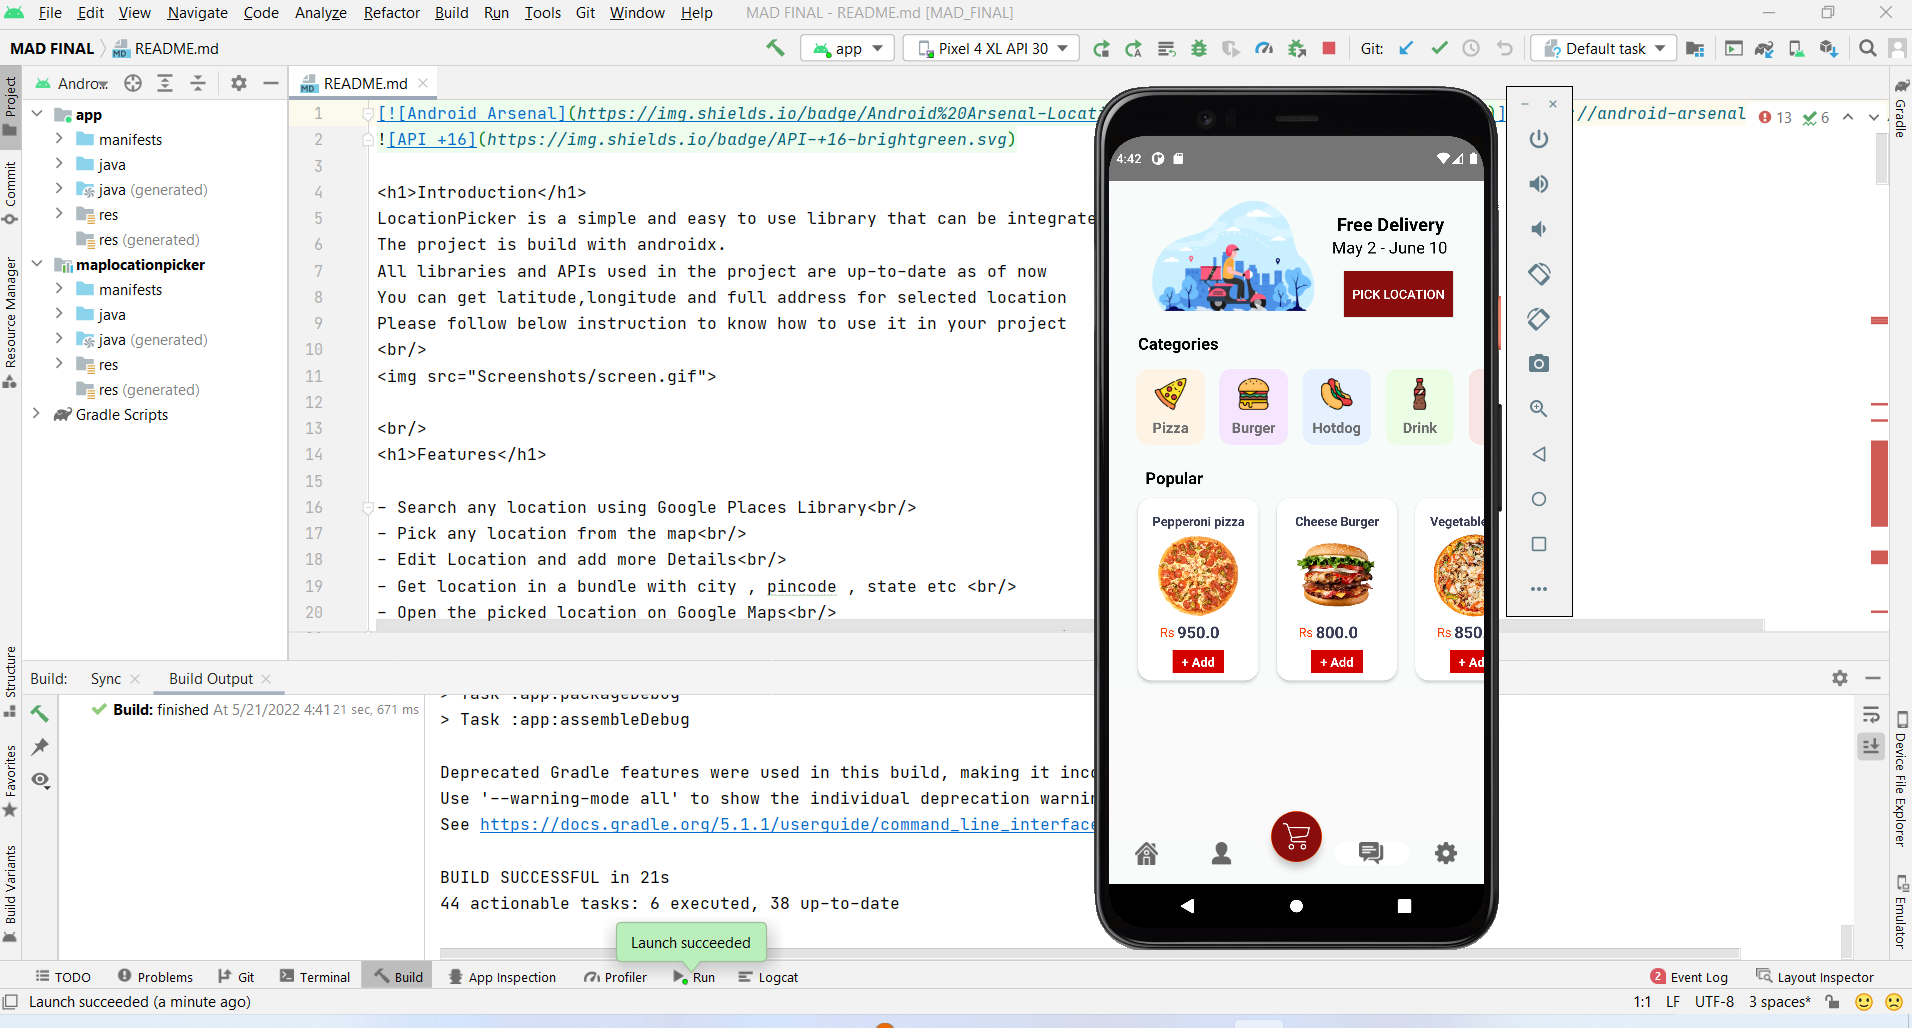 File Edit View Navigate Code Analyze Refactor Build Run Tools Git Window Help MAD FINAL - README.md [MAD_FINAL]
MAD FINAL README.md app Pixel 4 XL API 30 Git: Default task
Andro...
README.md
app
manifests
java
java (generated)
res
res (generated)
maplocationpicker
manifests
java
java (generated)
res
res (generated)
Gradle Scripts
Project
Commit
Resource Manager
Structure
Favorites
Build Variants
1 [![Android Arsenal](https://img.shields.io/badge/Android%20Arsenal-Locati )] ://android-arsenal
13 6
2 ![API +16](https://img.shields.io/badge/API-+16-brightgreen.svg)
3
4 <h1>Introduction</h1>
5 LocationPicker is a simple and easy to use library that can be integrate
6 The project is build with androidx.
7 All libraries and APIs used in the project are up-to-date as of now
8 You can get latitude,longitude and full address for selected location
9 Please follow below instruction to know how to use it in your project
10 <br/>
11 <img src="Screenshots/screen.gif">
12
13 <br/>
14 <h1>Features</h1>
15
16 - Search any location using Google Places Library<br/>
17 - Pick any location from the map<br/>
18 - Edit Location and add more Details<br/>
19 - Get location in a bundle with city , pincode , state etc <br/>
20 - Open the picked location on Google Maps<br/>
4:42
Free Delivery
May 2 - June 10
PICK LOCATION
Categories
Pizza Burger Hotdog Drink
Popular
Pepperoni pizza Cheese Burger Vegetabl
Rs 950.0 Rs 800.0 Rs 850.
+ Add + Add + Ad
Gradle
Device File Explorer
Emulator
Build: Sync Build Output
Build: finished At 5/21/2022 4:41 21 sec, 671 ms
> Task :app:packageDebug
> Task :app:assembleDebug
Deprecated Gradle features were used in this build, making it inco
Use '--warning-mode all' to show the individual deprecation warnin
See https://docs.gradle.org/5.1.1/userguide/command_line_interface
BUILD SUCCESSFUL in 21s
44 actionable tasks: 6 executed, 38 up-to-date
Launch succeeded
TODO Problems Git Terminal Build App Inspection Profiler Run Logcat 2 Event Log Layout Inspector
Launch succeeded (a minute ago) 1:1 LF UTF-8 3 spaces*